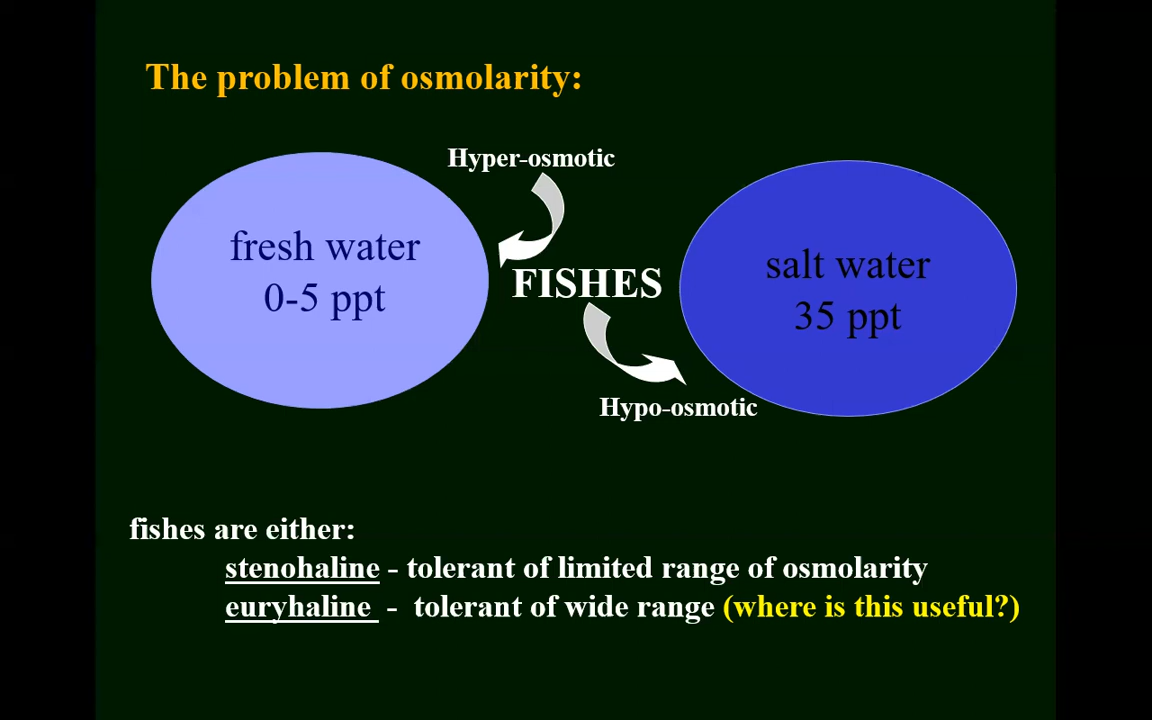 The problem of osmolarity:
Hyper-osmotic
fresh water
0-5 ppt
FISHES
salt water
35 ppt
Hypo-osmotic
fishes are either:
stenohaline - tolerant of limited range of osmolarity
euryhaline - tolerant of wide range (where is this useful?)